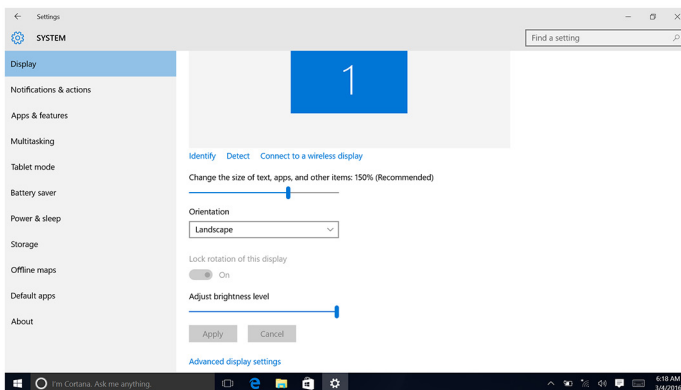 Settings
SYSTEM
Find a setting
Display
Notifications & actions
Apps & features
Multitasking
Tablet mode
Battery saver
Power & sleep
Storage
Offline maps
Default apps
About
1
Identify Detect Connect to a wireless display
Change the size of text, apps, and other items: 150% (Recommended)
Orientation
Landscape
Lock rotation of this display
On
Adjust brightness level
Apply Cancel
Advanced display settings
I'm Cortana. Ask me anything.
6:18 AM
3/4/2016